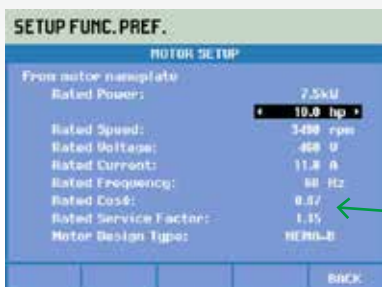 SETUP FUNC. PREF.
MOTOR SETUP
From motor nameplate
Rated Power: 7.5kW
10.0 hp
Rated Speed: 3490 rpm
Rated Voltage: 460 V
Rated Current: 11.8 A
Rated Frequency: 60 Hz
Rated Cosϕ: 0.87
Rated Service Factor: 1.15
Motor Design Type: NEMA-B
BACK